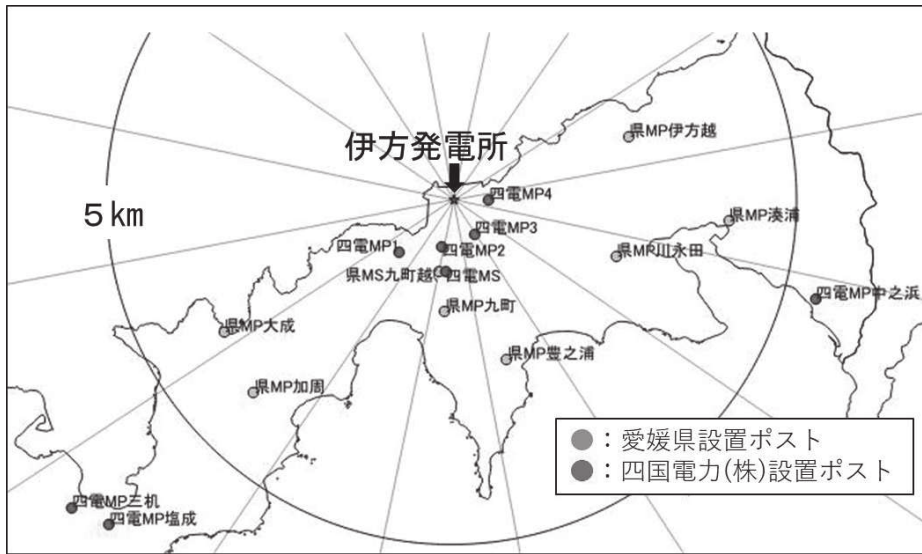 県MP伊方越
伊方発電所
四電MP4
5km
県MP湊浦
四電MP3
四電MP1
四電MP2
県MP川永田
県MS九町越
四電MS
四電MP中之浜
県MP九町
県MP大成
県MP豊之浦
県MP加周
●：愛媛県設置ポスト
●：四国電力(株)設置ポスト
四電MP三机
四電MP塩成